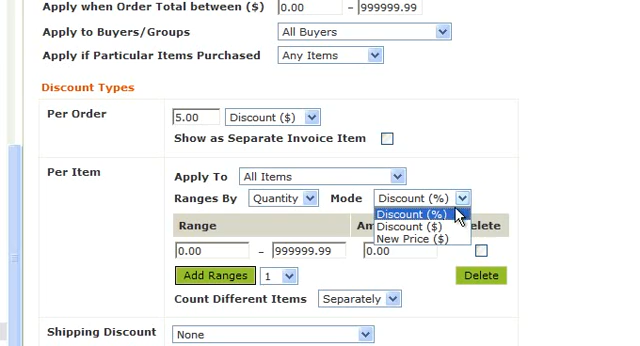 Apply when Order Total between ($) 0.00 – 999999.99
Apply to Buyers/Groups All Buyers
Apply if Particular Items Purchased Any Items
Discount Types
Per Order 5.00 Discount ($)
Show as Separate Invoice Item
Per Item Apply To All Items
Ranges By Quantity Mode Discount (%)
Discount (%)
Discount ($)
New Price ($)
Range
0.00 – 999999.99 0.00
Add Ranges 1 Delete
Count Different Items Separately
Shipping Discount None